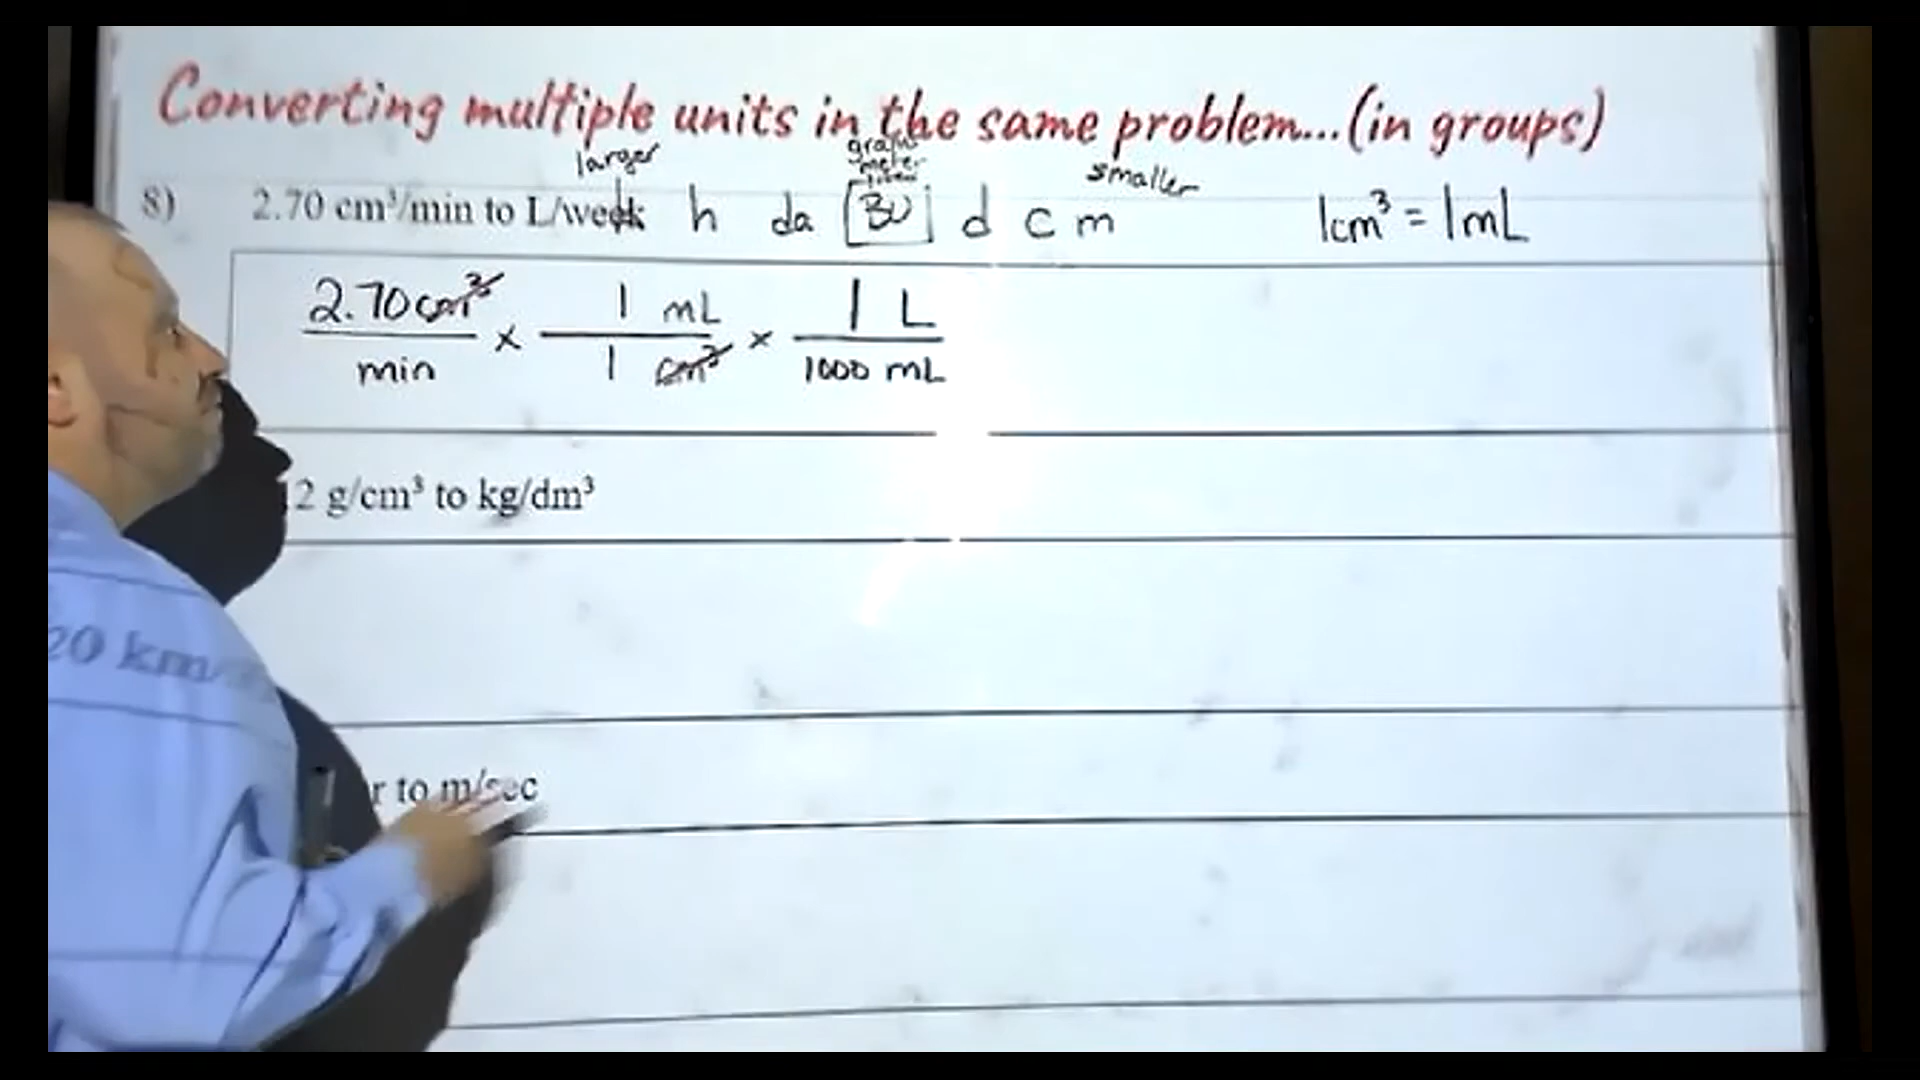 Converting multiple units in the same problem...(in groups)
larger grams meter liters smaller
8) 2.70 cm³/min to L/week k h da [BU] d c m 1cm³ = 1mL
2.70 cm³ 1 mL 1 L
min x 1 cm³ x 1000 mL
2 g/cm³ to kg/dm³
20 km/
r to m/sec